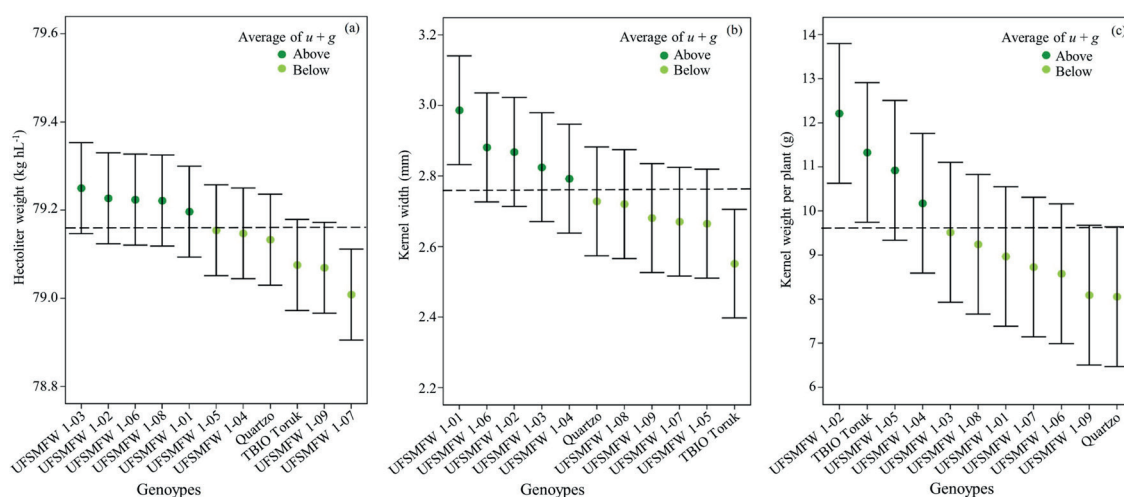 (a)
Average of u + g
Above
Below
Hectoliter weight (kg hL⁻¹)
79.6
79.4
79.2
79.0
78.8
UFSMFW 1-03
UFSMFW 1-02
UFSMFW 1-06
UFSMFW 1-08
UFSMFW 1-01
UFSMFW 1-05
UFSMFW 1-04
Quartzo
TBIO Toruk
UFSMFW 1-09
UFSMFW 1-07
Genoypes
(b)
Average of u + g
Above
Below
Kernel width (mm)
3.2
3.0
2.8
2.6
2.4
2.2
UFSMFW 1-01
UFSMFW 1-06
UFSMFW 1-02
UFSMFW 1-03
UFSMFW 1-04
Quartzo
UFSMFW 1-08
UFSMFW 1-09
UFSMFW 1-07
UFSMFW 1-05
TBIO Toruk
Genoypes
(c)
Average of u + g
Above
Below
Kernel weight per plant (g)
14
13
12
11
10
9
8
7
6
UFSMFW 1-02
TBIO Toruk
UFSMFW 1-05
UFSMFW 1-04
UFSMFW 1-03
UFSMFW 1-08
UFSMFW 1-01
UFSMFW 1-07
UFSMFW 1-06
UFSMFW 1-09
Quartzo
Genoypes